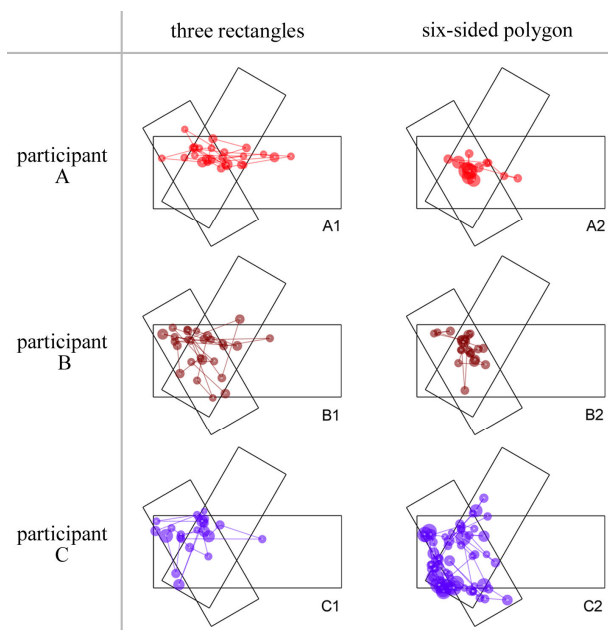 three rectangles six-sided polygon
participant
A
A1 A2
participant
B
B1 B2
participant
C
C1 C2